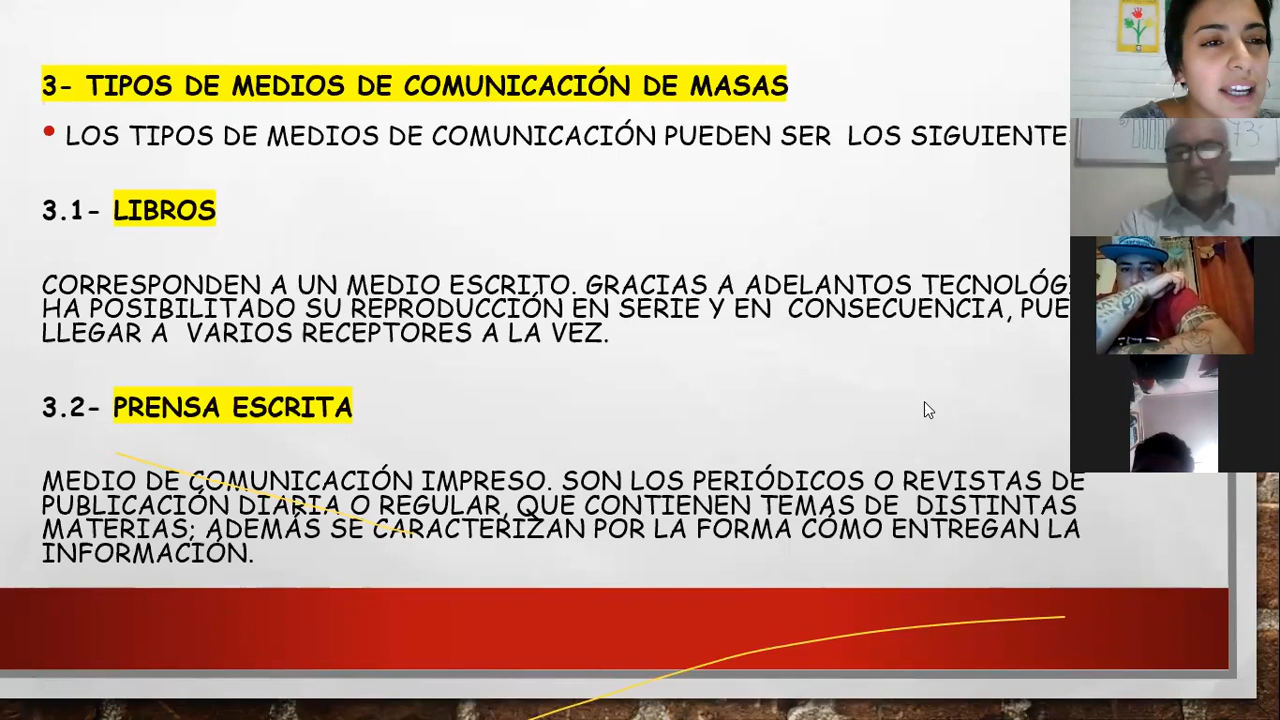 3- TIPOS DE MEDIOS DE COMUNICACIÓN DE MASAS
• LOS TIPOS DE MEDIOS DE COMUNICACIÓN PUEDEN SER LOS SIGUIENTE
3.1- LIBROS
CORRESPONDEN A UN MEDIO ESCRITO. GRACIAS A ADELANTOS TECNOLÓG
HA POSIBILITADO SU REPRODUCCIÓN EN SERIE Y EN CONSECUENCIA, PUE
LLEGAR A VARIOS RECEPTORES A LA VEZ.
3.2- PRENSA ESCRITA
MEDIO DE COMUNICACIÓN IMPRESO. SON LOS PERIÓDICOS O REVISTAS DE
PUBLICACIÓN DIARIA O REGULAR, QUE CONTIENEN TEMAS DE DISTINTAS
MATERIAS; ADEMÁS SE CARACTERIZAN POR LA FORMA CÓMO ENTREGAN LA
INFORMACIÓN.